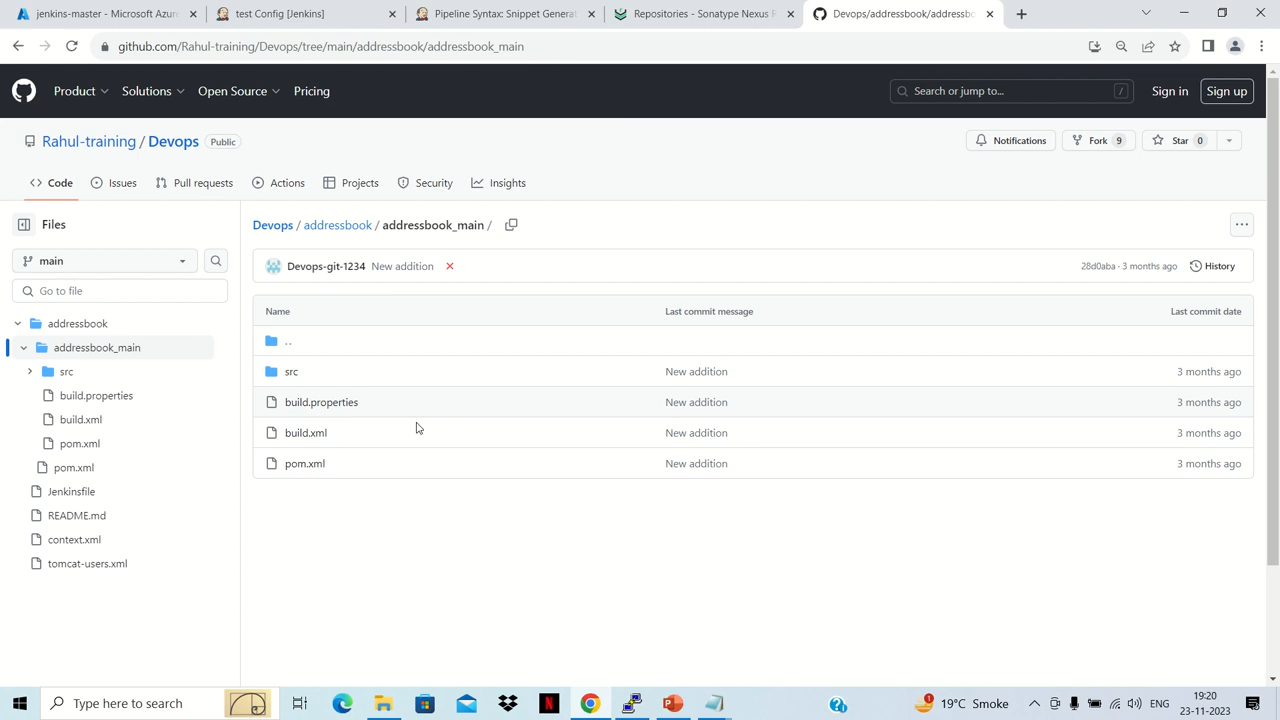 jenkins-master - Microsoft Azur
test Config [Jenkins]
Pipeline Syntax: Snippet Generat
Repositories - Sonatype Nexus R
Devops/addressbook/addressbo
github.com/Rahul-training/Devops/tree/main/addressbook/addressbook_main
Product
Solutions
Open Source
Pricing
Search or jump to...
/
Sign in
Sign up
Rahul-training / Devops
Public
Notifications
Fork 9
Star 0
Code
Issues
Pull requests
Actions
Projects
Security
Insights
Files
main
Go to file
addressbook
addressbook_main
src
build.properties
build.xml
pom.xml
pom.xml
Jenkinsfile
README.md
context.xml
tomcat-users.xml
Devops / addressbook / addressbook_main /
Devops-git-1234 New addition
28d0aba · 3 months ago
History
Name Last commit message Last commit date
..
src New addition 3 months ago
build.properties New addition 3 months ago
build.xml New addition 3 months ago
pom.xml New addition 3 months ago
Type here to search
1
19°C Smoke
ENG
19:20
23-11-2023